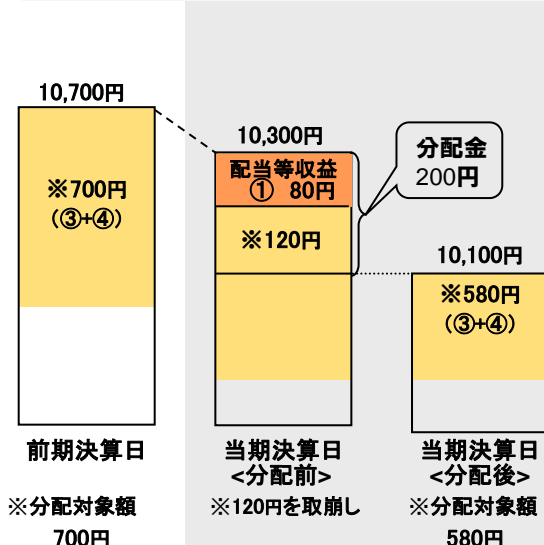 10,700円
※700円
(③+④)
前期決算日
※分配対象額
700円
10,300円
配当等収益
① 80円
※120円
当期決算日
<分配前>
※120円を取崩し
分配金
200円
10,100円
※580円
(③+④)
当期決算日
<分配後>
※分配対象額
580円